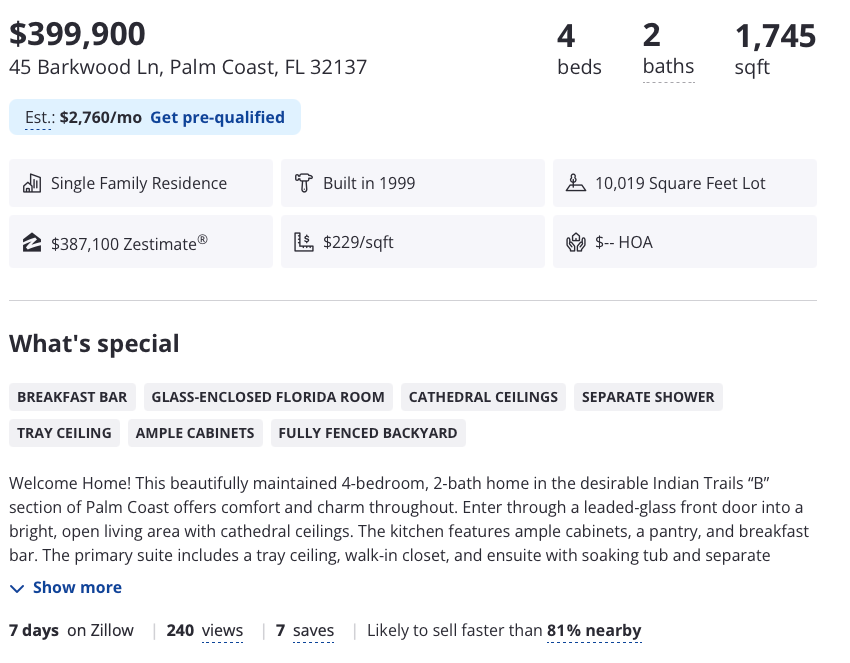 $399,900
45 Barkwood Ln, Palm Coast, FL 32137
4 beds
2 baths
1,745 sqft
Est.: $2,760/mo Get pre-qualified
Single Family Residence
Built in 1999
10,019 Square Feet Lot
$387,100 Zestimate®
$229/sqft
$-- HOA
What's special
BREAKFAST BAR
GLASS-ENCLOSED FLORIDA ROOM
CATHEDRAL CEILINGS
SEPARATE SHOWER
TRAY CEILING
AMPLE CABINETS
FULLY FENCED BACKYARD
Welcome Home! This beautifully maintained 4-bedroom, 2-bath home in the desirable Indian Trails “B”
section of Palm Coast offers comfort and charm throughout. Enter through a leaded-glass front door into a
bright, open living area with cathedral ceilings. The kitchen features ample cabinets, a pantry, and breakfast
bar. The primary suite includes a tray ceiling, walk-in closet, and ensuite with soaking tub and separate
Show more
7 days on Zillow | 240 views | 7 saves | Likely to sell faster than 81% nearby